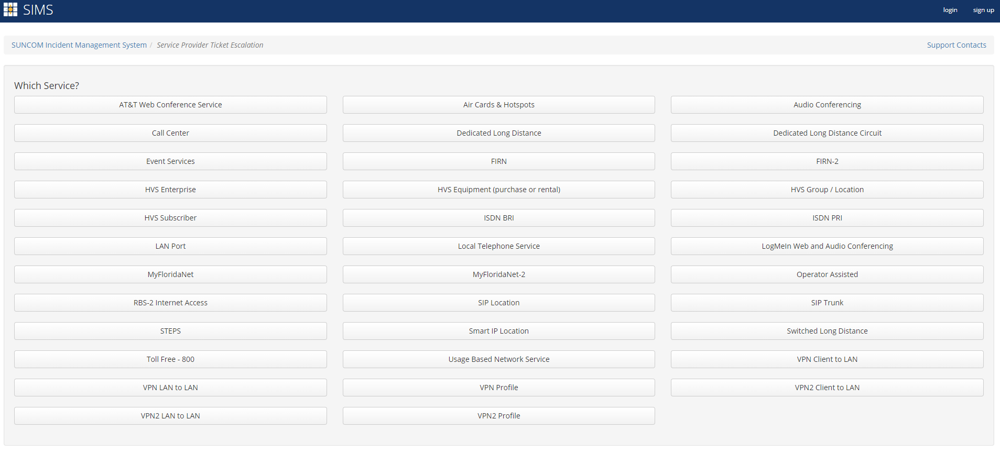 SIMS
login
sign up
SUNCOM Incident Management System / Service Provider Ticket Escalation
Support Contacts
Which Service?
AT&T Web Conference Service
Air Cards & Hotspots
Audio Conferencing
Call Center
Dedicated Long Distance
Dedicated Long Distance Circuit
Event Services
FIRN
FIRN-2
HVS Enterprise
HVS Equipment (purchase or rental)
HVS Group / Location
HVS Subscriber
ISDN BRI
ISDN PRI
LAN Port
Local Telephone Service
LogMeIn Web and Audio Conferencing
MyFloridaNet
MyFloridaNet-2
Operator Assisted
RBS-2 Internet Access
SIP Location
SIP Trunk
STEPS
Smart IP Location
Switched Long Distance
Toll Free - 800
Usage Based Network Service
VPN Client to LAN
VPN LAN to LAN
VPN Profile
VPN2 Client to LAN
VPN2 LAN to LAN
VPN2 Profile